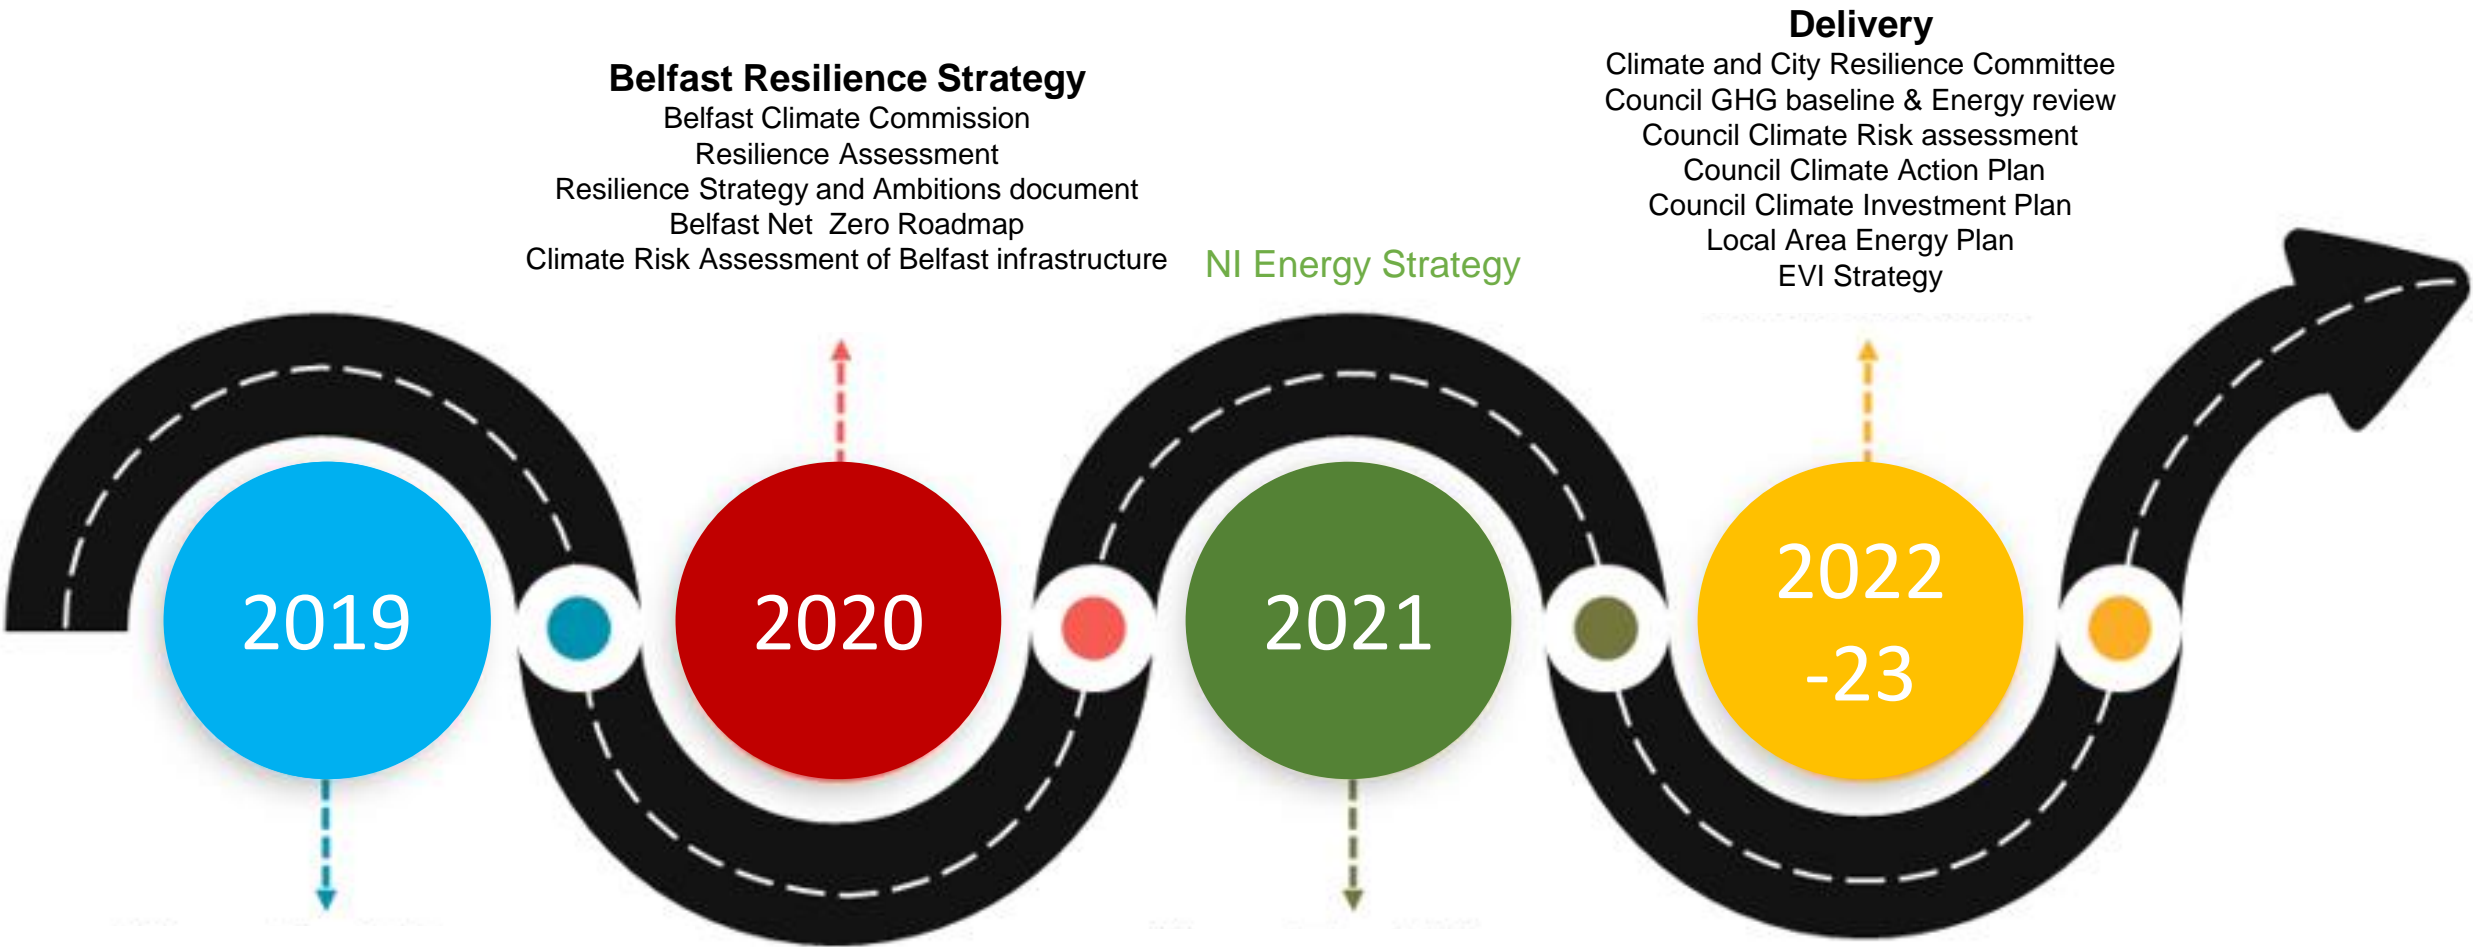 Delivery
Climate and City Resilience Committee
Council GHG baseline & Energy review
Council Climate Risk assessment
Council Climate Action Plan
Council Climate Investment Plan
Local Area Energy Plan
EVI Strategy
Belfast Resilience Strategy
Belfast Climate Commission
Resilience Assessment
Resilience Strategy and Ambitions document
Belfast Net Zero Roadmap
Climate Risk Assessment of Belfast infrastructure
NI Energy Strategy
2019
2020
2021
2022
-23